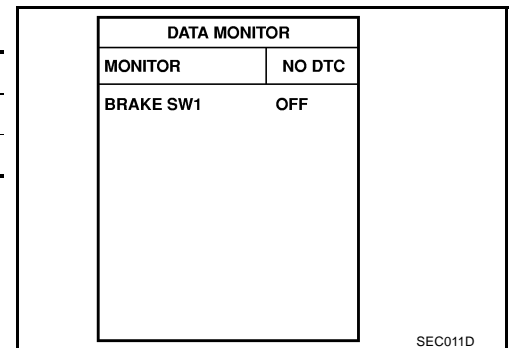 DATA MONITOR
MONITOR NO DTC
BRAKE SW1 OFF
SEC011D